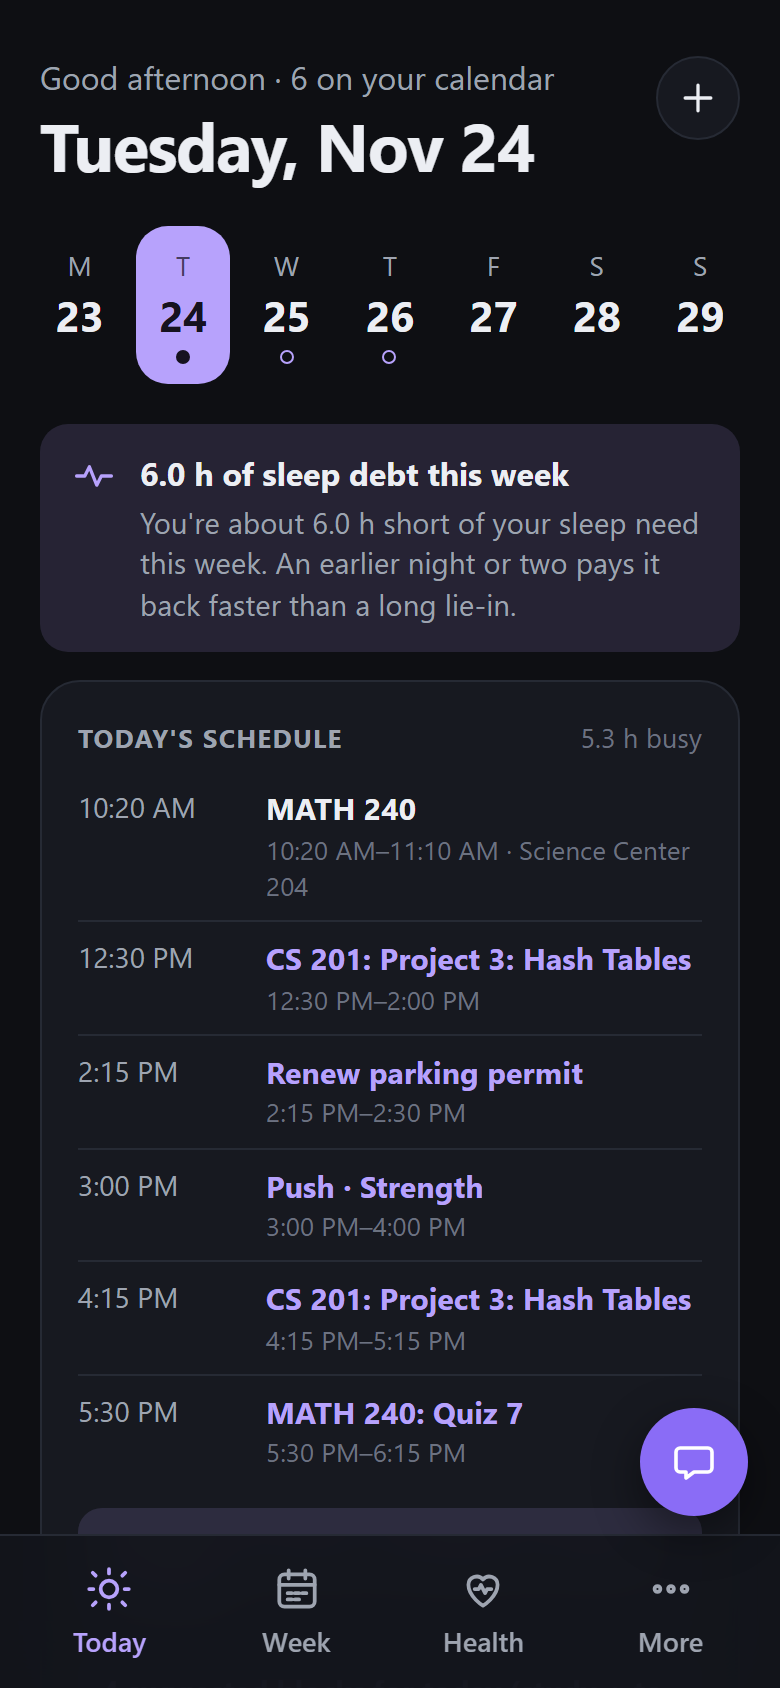 Good afternoon · 6 on your calendar
Tuesday, Nov 24
M T W T F S S
23 24 25 26 27 28 29
6.0 h of sleep debt this week
You're about 6.0 h short of your sleep need
this week. An earlier night or two pays it
back faster than a long lie-in.
TODAY'S SCHEDULE 5.3 h busy
10:20 AM MATH 240
10:20 AM–11:10 AM · Science Center
204
12:30 PM CS 201: Project 3: Hash Tables
12:30 PM–2:00 PM
2:15 PM Renew parking permit
2:15 PM–2:30 PM
3:00 PM Push · Strength
3:00 PM–4:00 PM
4:15 PM CS 201: Project 3: Hash Tables
4:15 PM–5:15 PM
5:30 PM MATH 240: Quiz 7
5:30 PM–6:15 PM
Today Week Health More